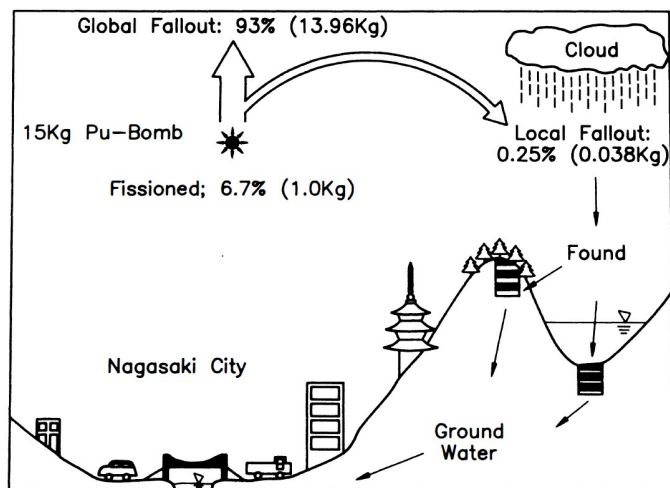 Global Fallout: 93% (13.96Kg)
Cloud
15Kg Pu-Bomb
Local Fallout:
0.25% (0.038Kg)
Fissioned; 6.7% (1.0Kg)
Found
Nagasaki City
Ground
Water